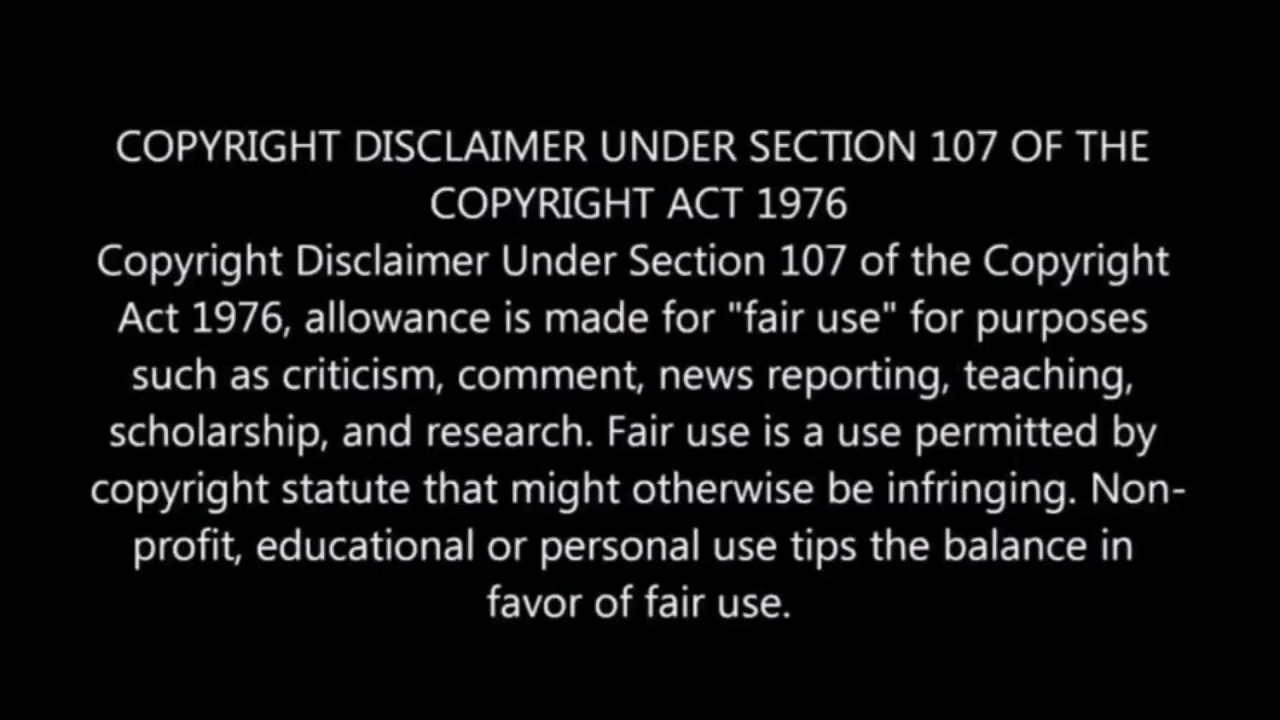 COPYRIGHT DISCLAIMER UNDER SECTION 107 OF THE
COPYRIGHT ACT 1976
Copyright Disclaimer Under Section 107 of the Copyright
Act 1976, allowance is made for "fair use" for purposes
such as criticism, comment, news reporting, teaching,
scholarship, and research. Fair use is a use permitted by
copyright statute that might otherwise be infringing. Non-
profit, educational or personal use tips the balance in
favor of fair use.